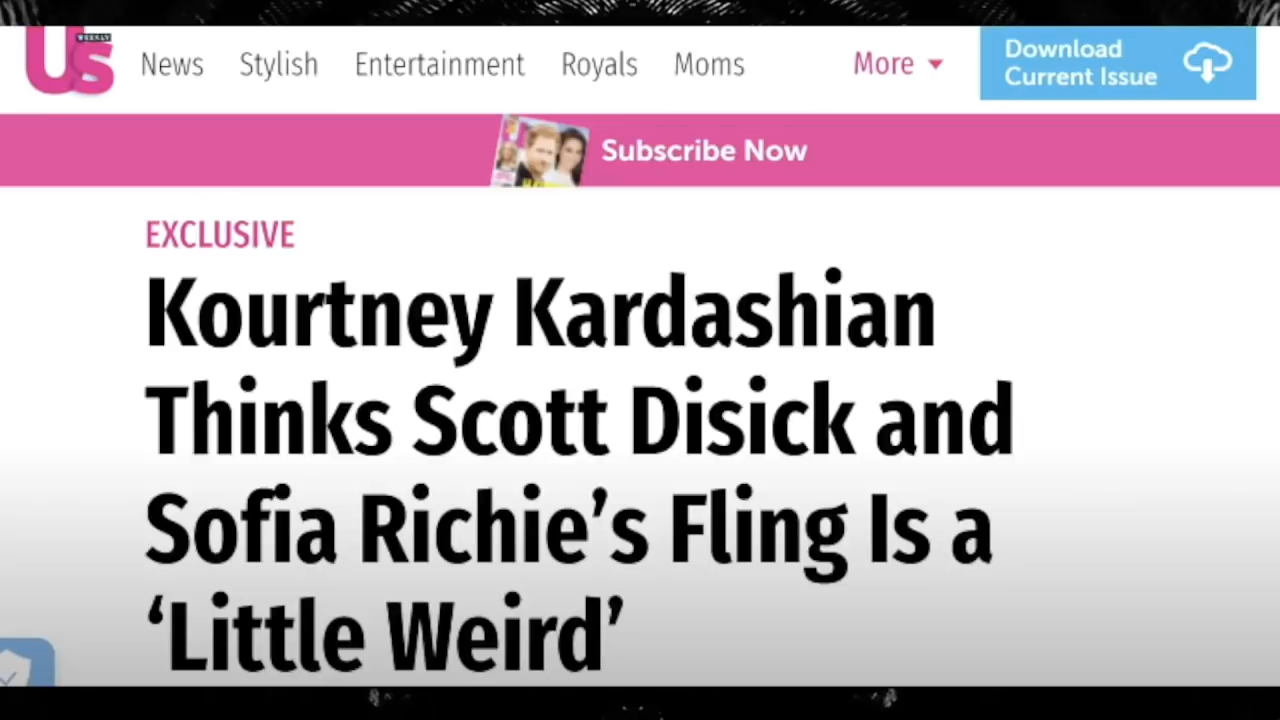 Us
WEEKLY
News Stylish Entertainment Royals Moms More
Download
Current Issue
Subscribe Now
EXCLUSIVE
Kourtney Kardashian
Thinks Scott Disick and
Sofia Richie’s Fling Is a
‘Little Weird’